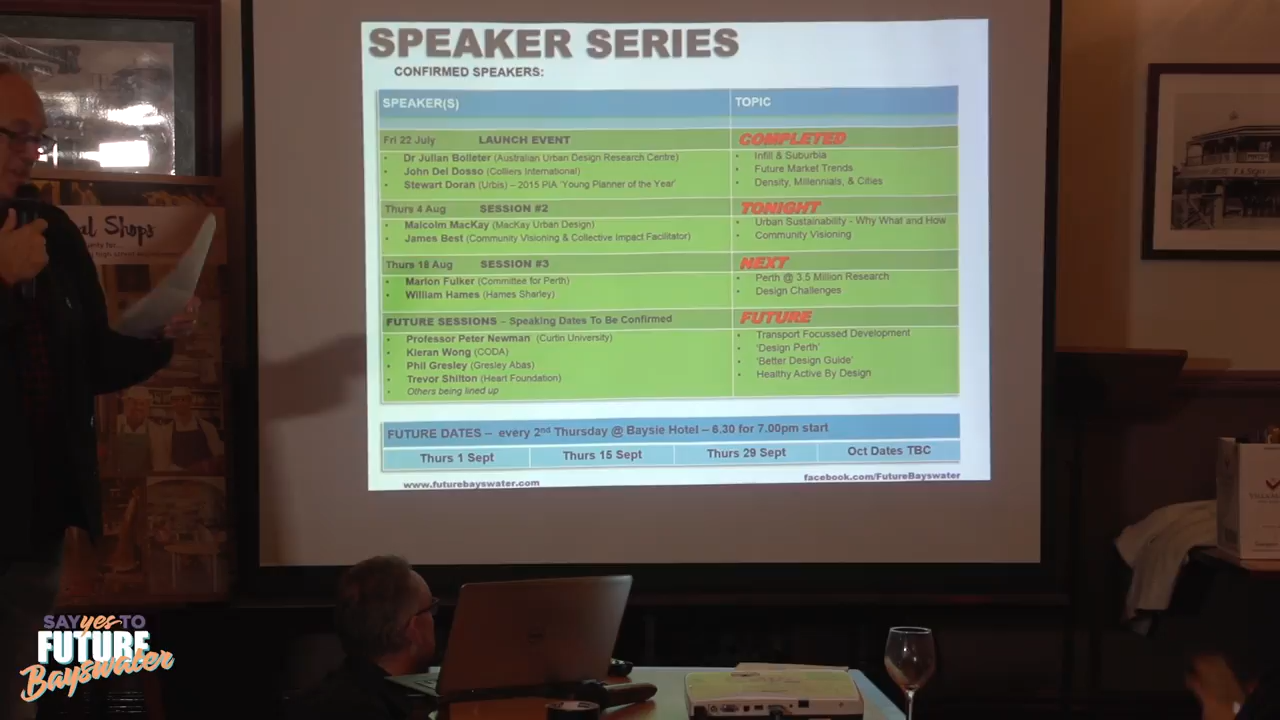 SPEAKER SERIES
CONFIRMED SPEAKERS:
SPEAKER(S) TOPIC
Fri 22 July LAUNCH EVENT COMPLETED
• Dr Julian Bolleter (Australian Urban Design Research Centre) • Infill & Suburbia
• John Del Dosso (Colliers International) • Future Market Trends
• Stewart Doran (Urbis) – 2015 PIA 'Young Planner of the Year' • Density, Millennials, & Cities
Thurs 4 Aug SESSION #2 TONIGHT
• Malcolm MacKay (MacKay Urban Design) • Urban Sustainability - Why What and How
• James Best (Community Visioning & Collective Impact Facilitator) • Community Visioning
Thurs 18 Aug SESSION #3 NEXT
• Marion Fulker (Committee for Perth) • Perth @ 3.5 Million Research
• William Hames (Hames Sharley) • Design Challenges
FUTURE SESSIONS – Speaking Dates To Be Confirmed FUTURE
• Professor Peter Newman (Curtin University) • Transport Focussed Development
• Kieran Wong (CODA) • 'Design Perth'
• Phil Gresley (Gresley Abas) • 'Better Design Guide'
• Trevor Shilton (Heart Foundation) • Healthy Active By Design
• Others being lined up
FUTURE DATES – every 2nd Thursday @ Baysie Hotel – 6.30 for 7.00pm start
Thurs 1 Sept Thurs 15 Sept Thurs 29 Sept Oct Dates TBC
www.futurebayswater.com facebook.com/FutureBayswater
Shops
SAY yes TO
FUTURE
Bayswater